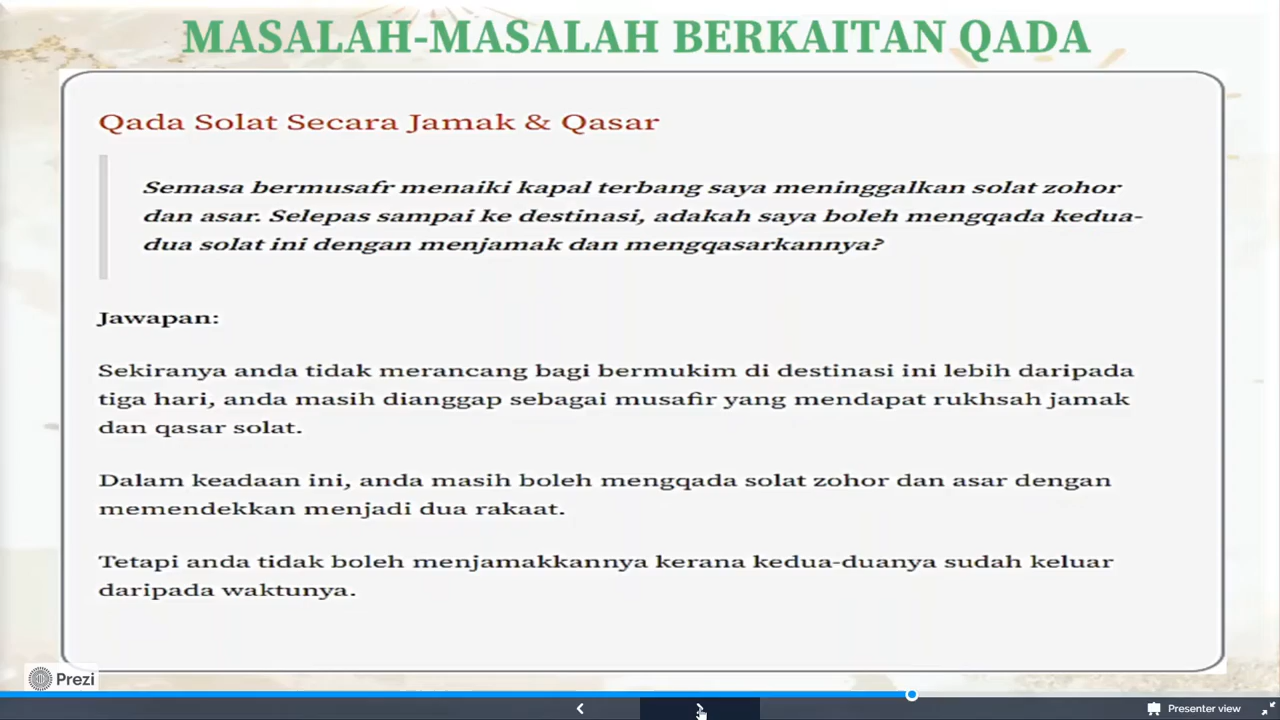 MASALAH-MASALAH BERKAITAN QADA
Qada Solat Secara Jamak & Qasar
Semasa bermusafr menaiki kapal terbang saya meninggalkan solat zohor
dan asar. Selepas sampai ke destinasi, adakah saya boleh mengqada kedua-
dua solat ini dengan menjamak dan mengqasarkannya?
Jawapan:
Sekiranya anda tidak merancang bagi bermukim di destinasi ini lebih daripada
tiga hari, anda masih dianggap sebagai musafir yang mendapat rukhsah jamak
dan qasar solat.
Dalam keadaan ini, anda masih boleh mengqada solat zohor dan asar dengan
memendekkan menjadi dua rakaat.
Tetapi anda tidak boleh menjamakkannya kerana kedua-duanya sudah keluar
daripada waktunya.
Prezi
Presenter view